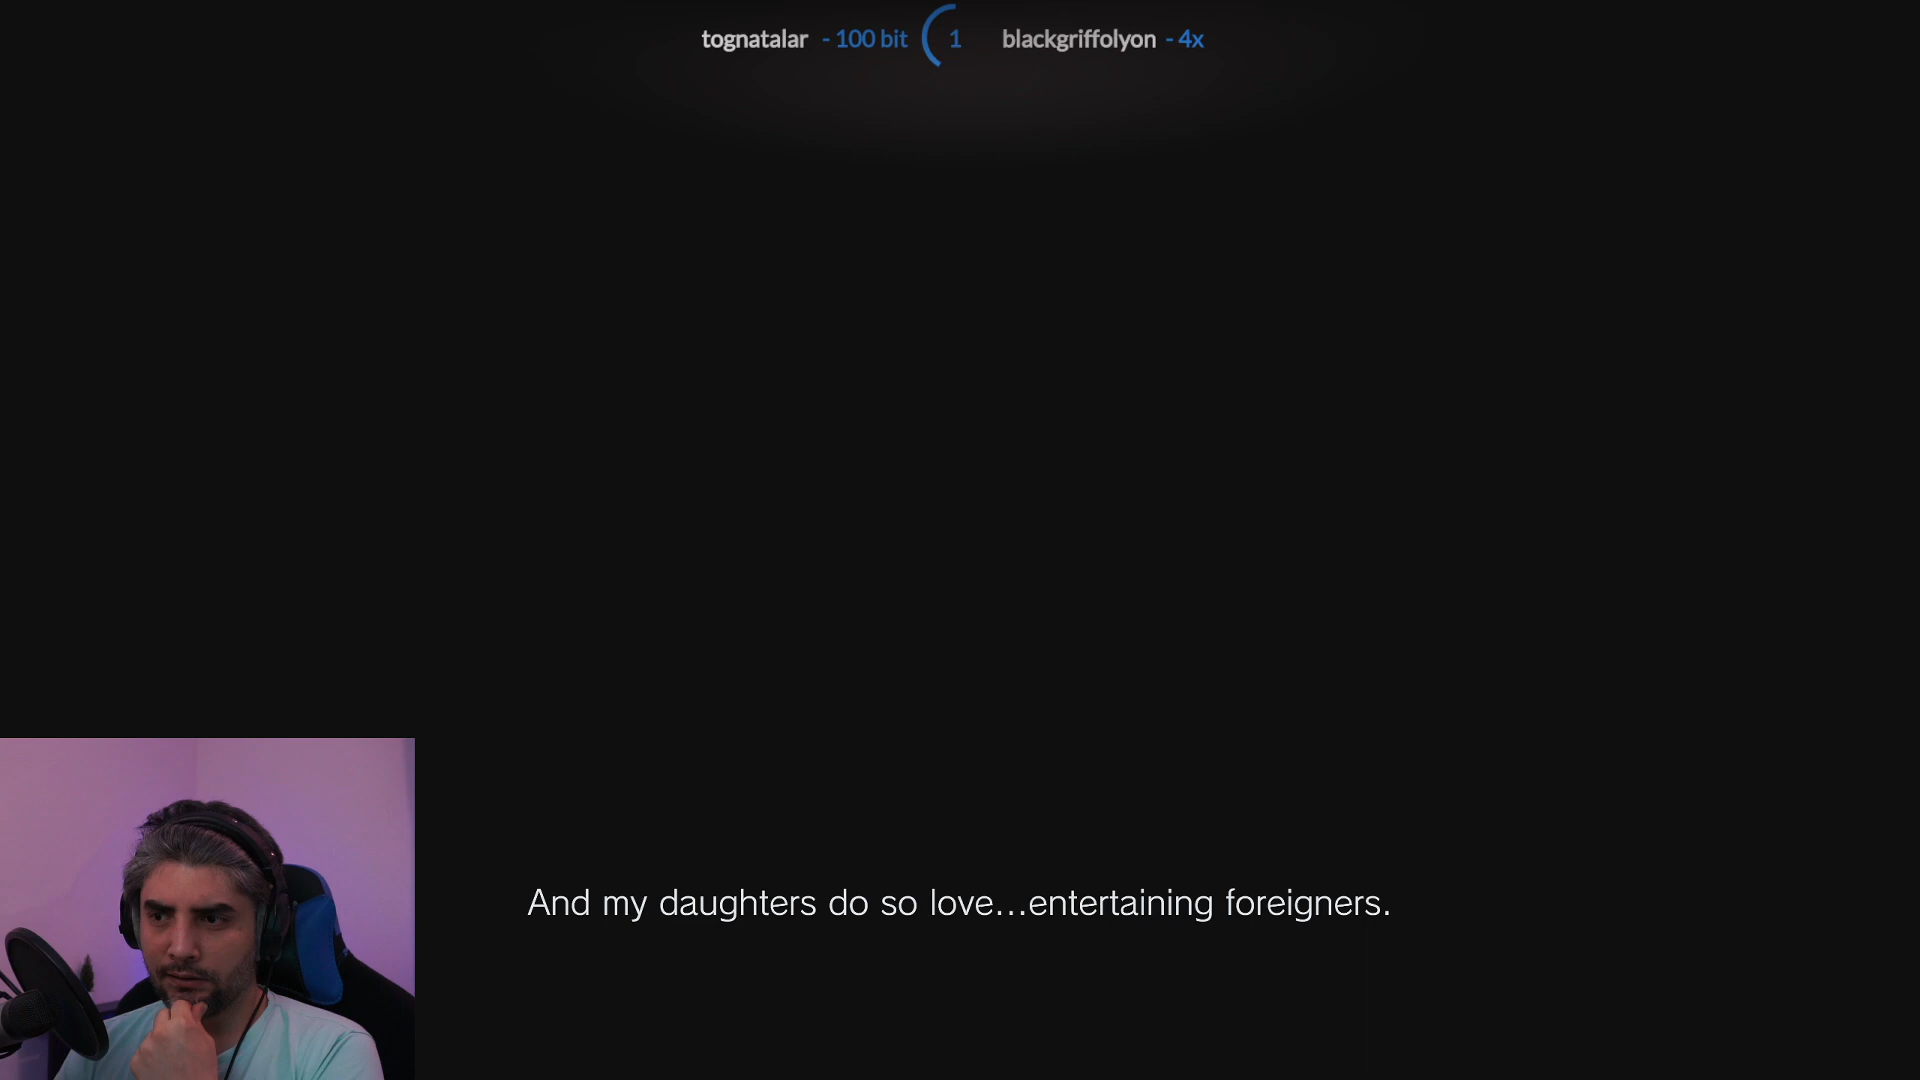 tognatalar - 100 bit 1 blackgriffolyon - 4x
And my daughters do so love...entertaining foreigners.